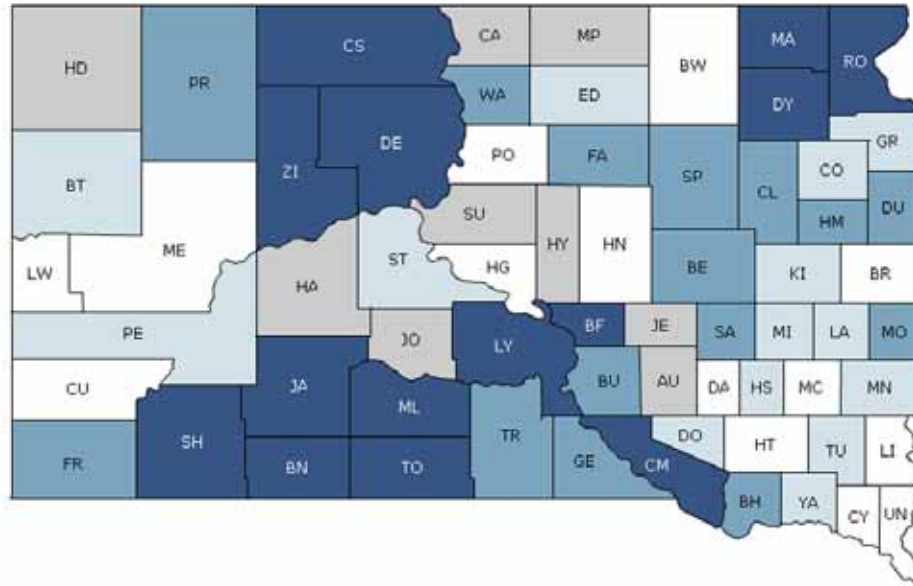 CS
CA
MP
MA
HD
PR
BW
RO
WA
ED
DY
DE
PO
FA
GR
ZI
SP
CO
BT
CL
SU
HM
DU
ME
HY
HN
ST
LW
HG
BE
KI
BR
HA
PE
JO
LY
BF
JE
SA
MI
LA
MO
CU
JA
BU
AU
DA
HS
MC
MN
ML
SH
TR
DO
HT
TU
LI
FR
BN
TO
GE
CM
BH
YA
CY
UN